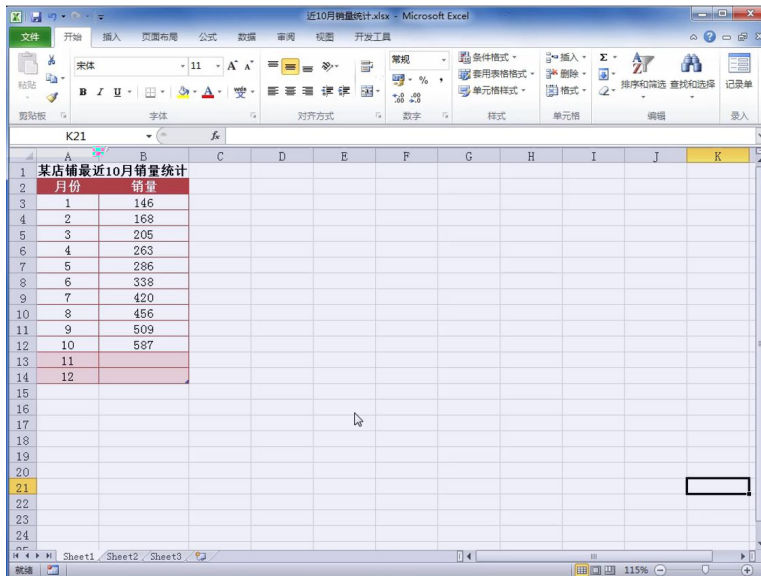 近10月销量统计.xlsx - Microsoft Excel
文件 开始 插入 页面布局 公式 数据 审阅 视图 开发工具
宋体 11 常规 条件格式 插入 Σ
粘贴 % , 套用表格格式 删除 排序和筛选 查找和选择 记录单
B I U A 变 单元格样式 格式
剪贴板 字体 对齐方式 数字 样式 单元格 编辑 录入
K21 fx
A B C D E F G H I J K
1 某店铺最近10月销量统计
2 月份 销量
3 1 146
4 2 168
5 3 205
6 4 263
7 5 286
8 6 338
9 7 420
10 8 456
11 9 509
12 10 587
13 11
14 12
15
16
17
18
19
20
21
22
23
24
25
Sheet1 Sheet2 Sheet3
就绪 115%